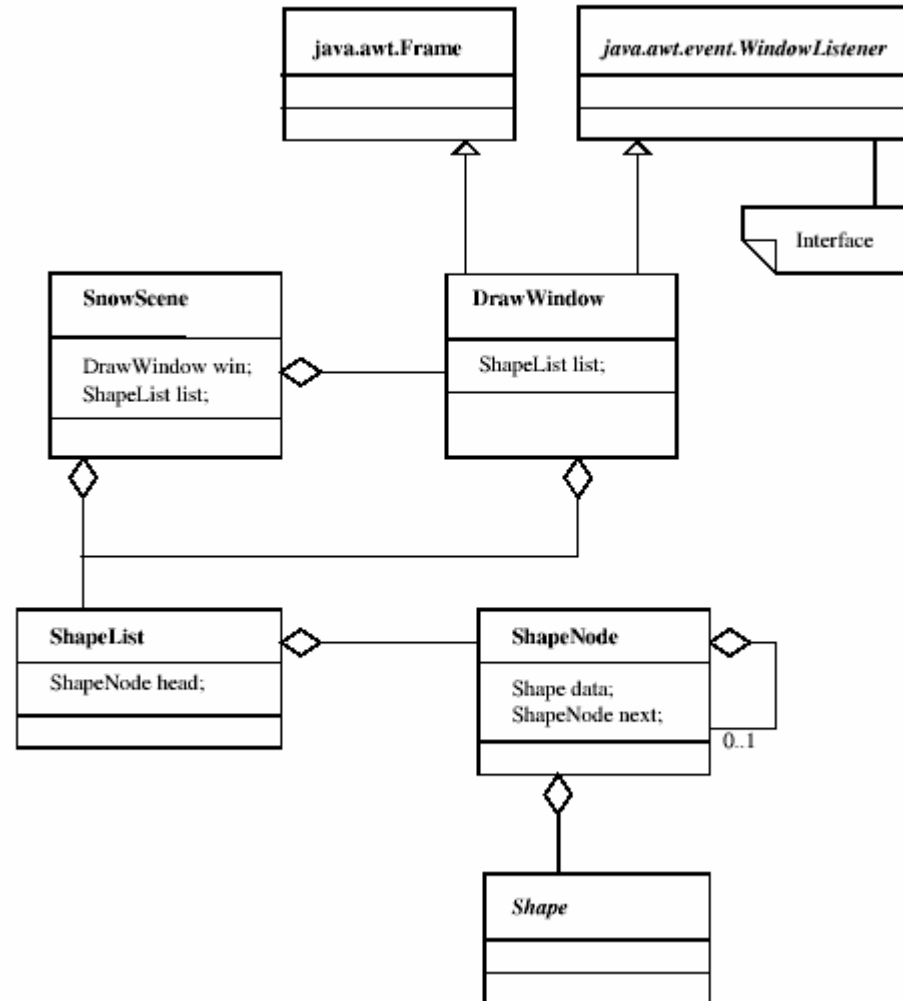 java.awt.Frame
java.awt.event.WindowListener
Interface
SnowScene
DrawWindow win;
ShapeList list;
DrawWindow
ShapeList list;
ShapeList
ShapeNode head;
ShapeNode
Shape data;
ShapeNode next;
0..1
Shape